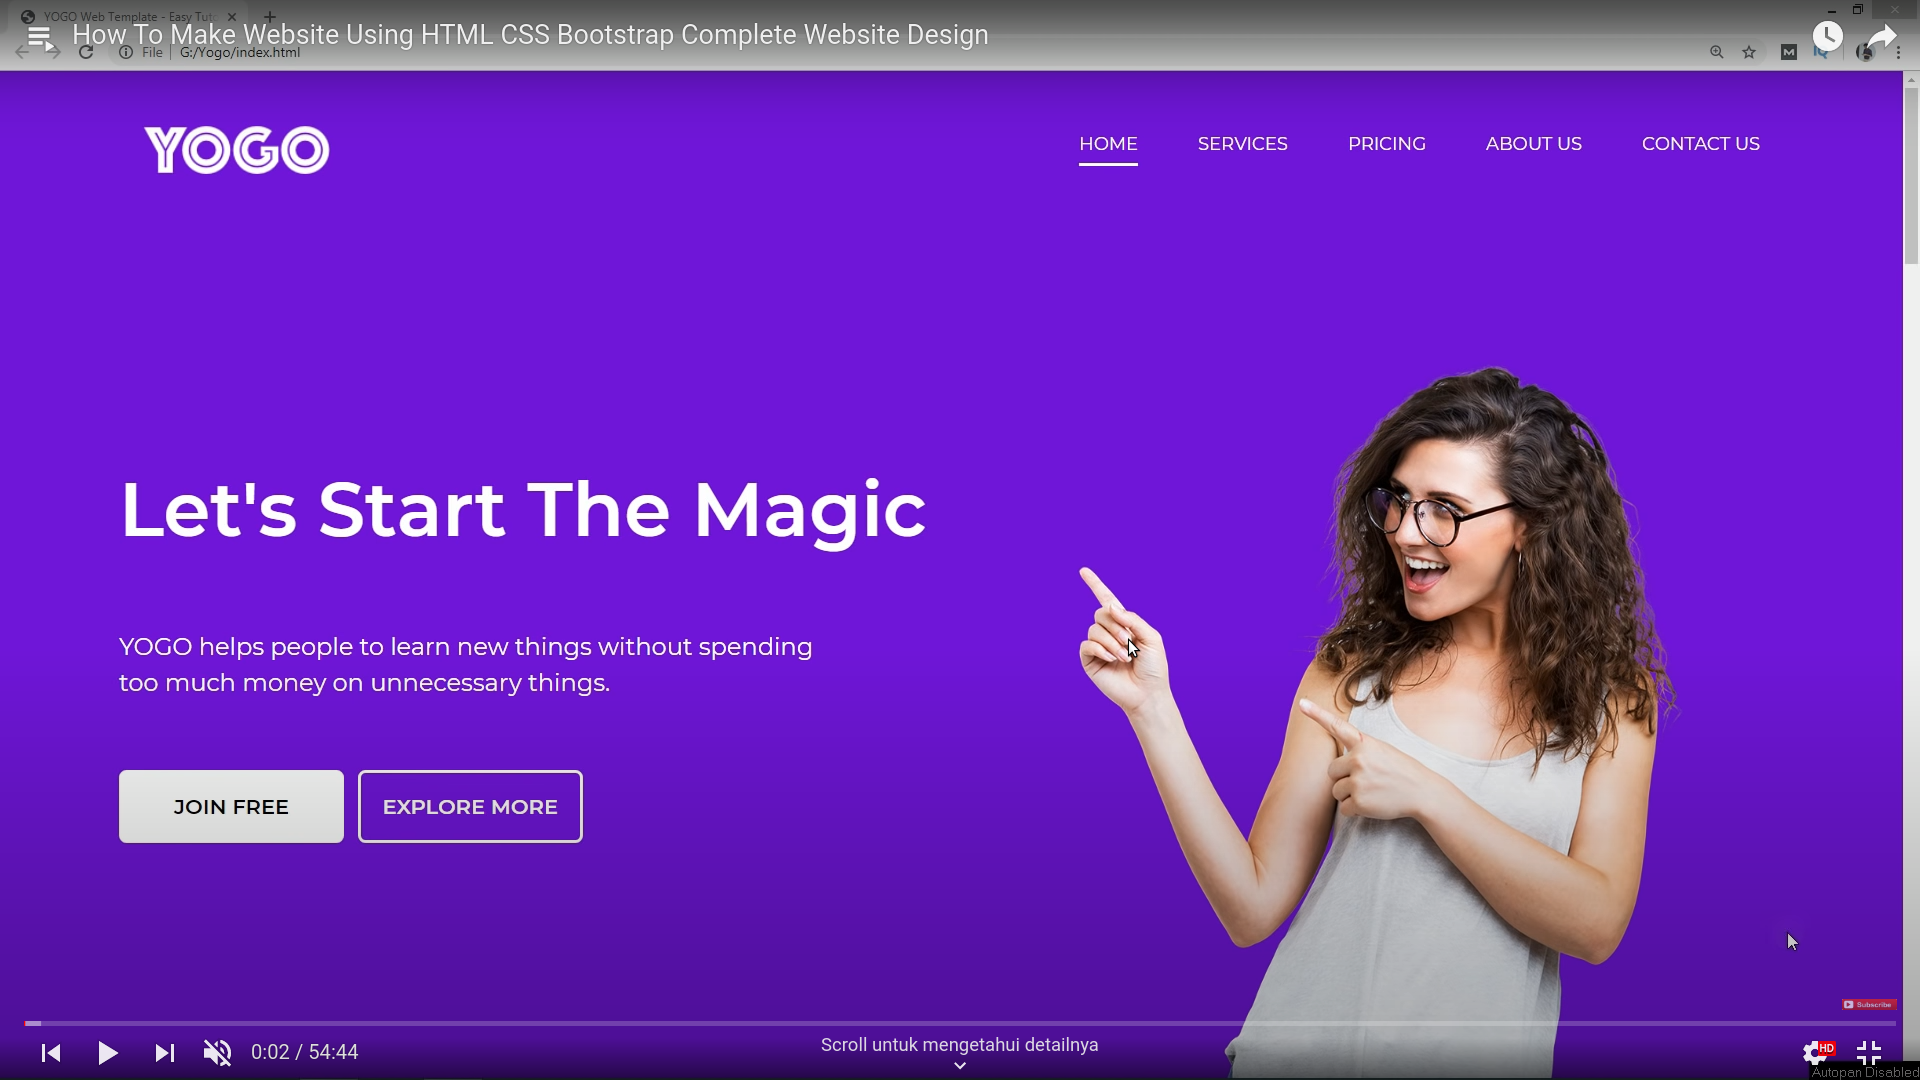 YOGO Web Template - Easy Tut
How To Make Website Using HTML CSS Bootstrap Complete Website Design
File
G:/Yogo/index.html
YOGO
HOME
SERVICES
PRICING
ABOUT US
CONTACT US
Let's Start The Magic
YOGO helps people to learn new things without spending
too much money on unnecessary things.
JOIN FREE
EXPLORE MORE
Subscribe
0:02 / 54:44
Scroll untuk mengetahui detailnya
HD
Autopan Disabled